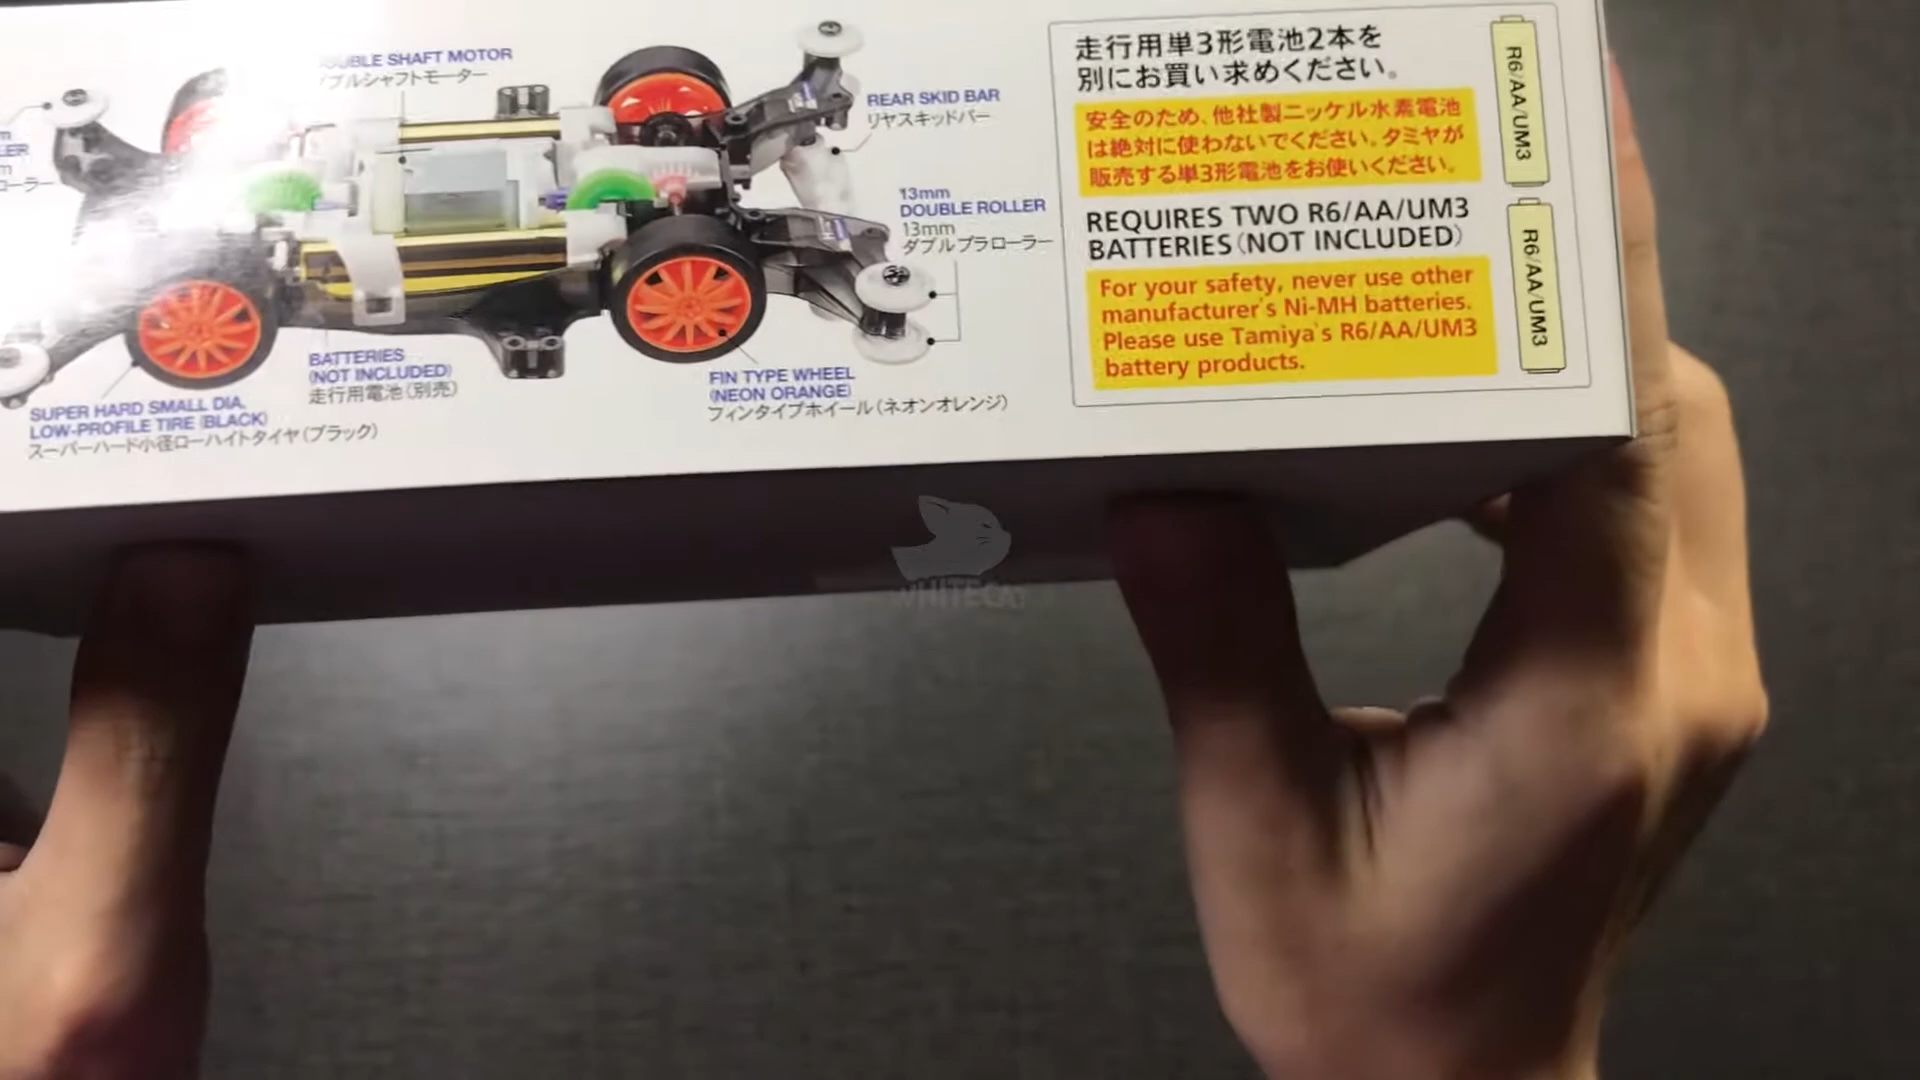 DOUBLE SHAFT MOTOR
ダブルシャフトモーター
REAR SKID BAR
リヤスキッドバー
13mm
DOUBLE ROLLER
13mm
ダブルプラローラー
BATTERIES
(NOT INCLUDED)
走行用電池(別売)
SUPER HARD SMALL DIA.
LOW-PROFILE TIRE (BLACK)
スーパーハード小径ローハイトタイヤ(ブラック)
FIN TYPE WHEEL
(NEON ORANGE)
フィンタイプホイール(ネオンオレンジ)
走行用単3形電池2本を
別にお買い求めください。
安全のため、他社製ニッケル水素電池
は絶対に使わないでください。タミヤが
販売する単3形電池をお使いください。
REQUIRES TWO R6/AA/UM3
BATTERIES (NOT INCLUDED)
For your safety, never use other
manufacturer's Ni-MH batteries.
Please use Tamiya's R6/AA/UM3
battery products.
R6/AA/UM3
R6/AA/UM3
WHITECAT